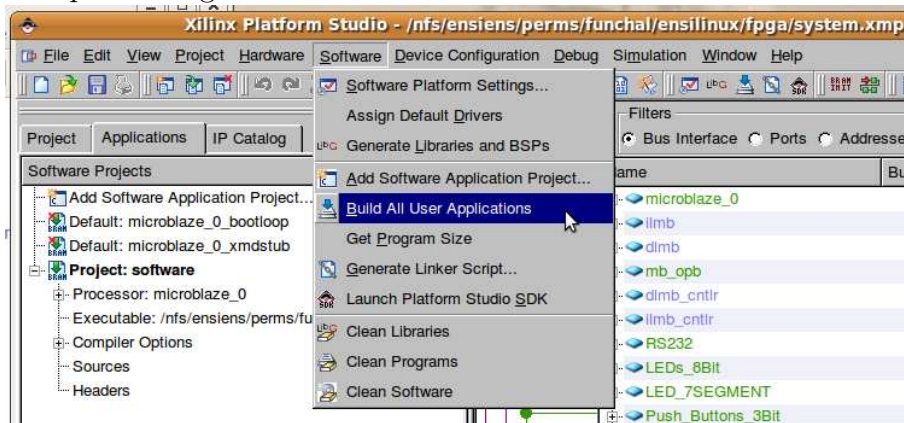 Xilinx Platform Studio - /nfs/ensiens/perms/funchal/ensilinux/fpga/system.xmp
File Edit View Project Hardware Software Device Configuration Debug Simulation Window Help
Project Applications IP Catalog
Software Projects
Add Software Application Project...
Default: microblaze_0_bootloop
Default: microblaze_0_xmdstub
Project: software
Processor: microblaze_0
Executable: /nfs/ensiens/perms/fu
Compiler Options
Sources
Headers
Software Platform Settings...
Assign Default Drivers
Generate Libraries and BSPs
Add Software Application Project...
Build All User Applications
Get Program Size
Generate Linker Script...
Launch Platform Studio SDK
Clean Libraries
Clean Programs
Clean Software
Filters
Bus Interface Ports Addresse
ame Bu
microblaze_0
ilmb
dlmb
mb_opb
dlmb_cntlr
ilmb_cntlr
RS232
LEDs_8Bit
LED_7SEGMENT
Push_Buttons_3Bit